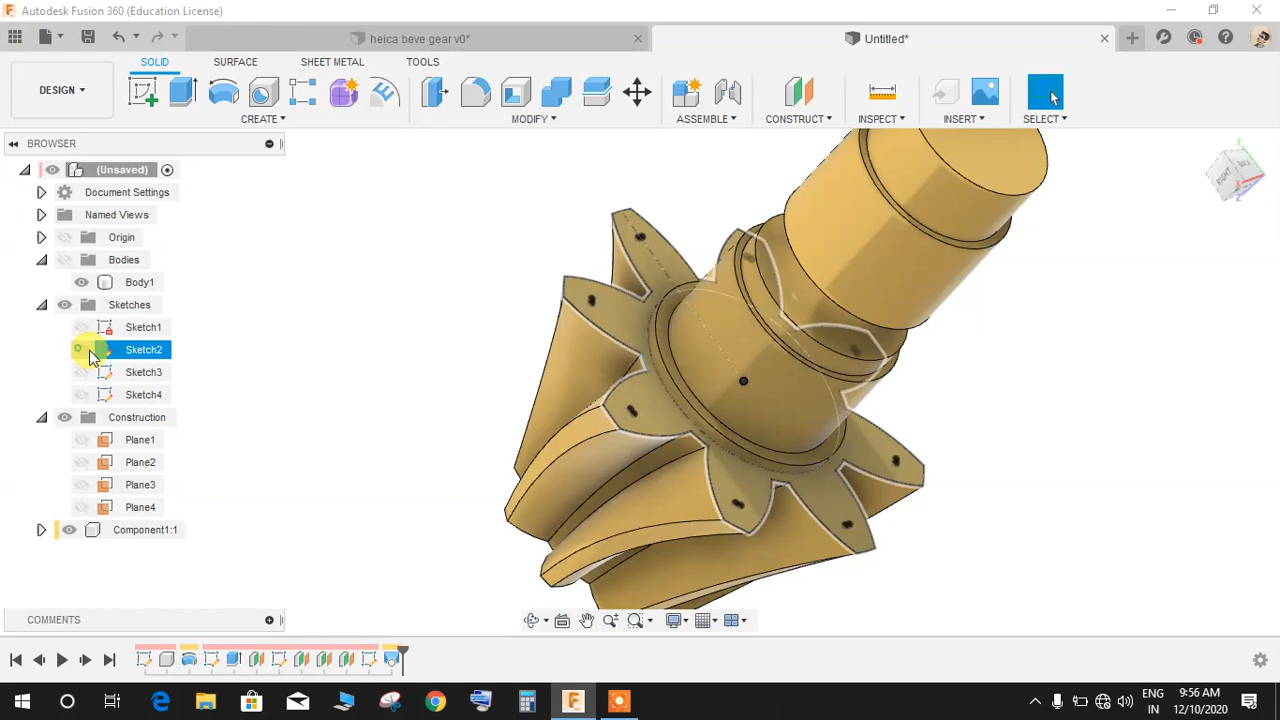 Autodesk Fusion 360 (Education License)
heica beve gear v0*
Untitled*
SOLID SURFACE SHEET METAL TOOLS
DESIGN
CREATE MODIFY ASSEMBLE CONSTRUCT INSPECT INSERT SELECT
BROWSER
(Unsaved)
Document Settings
Named Views
Origin
Bodies
Body1
Sketches
Sketch1
Sketch2
Sketch3
Sketch4
Construction
Plane1
Plane2
Plane3
Plane4
Component1:1
RIGHT
COMMENTS
ENG
IN
9:56 AM
12/10/2020